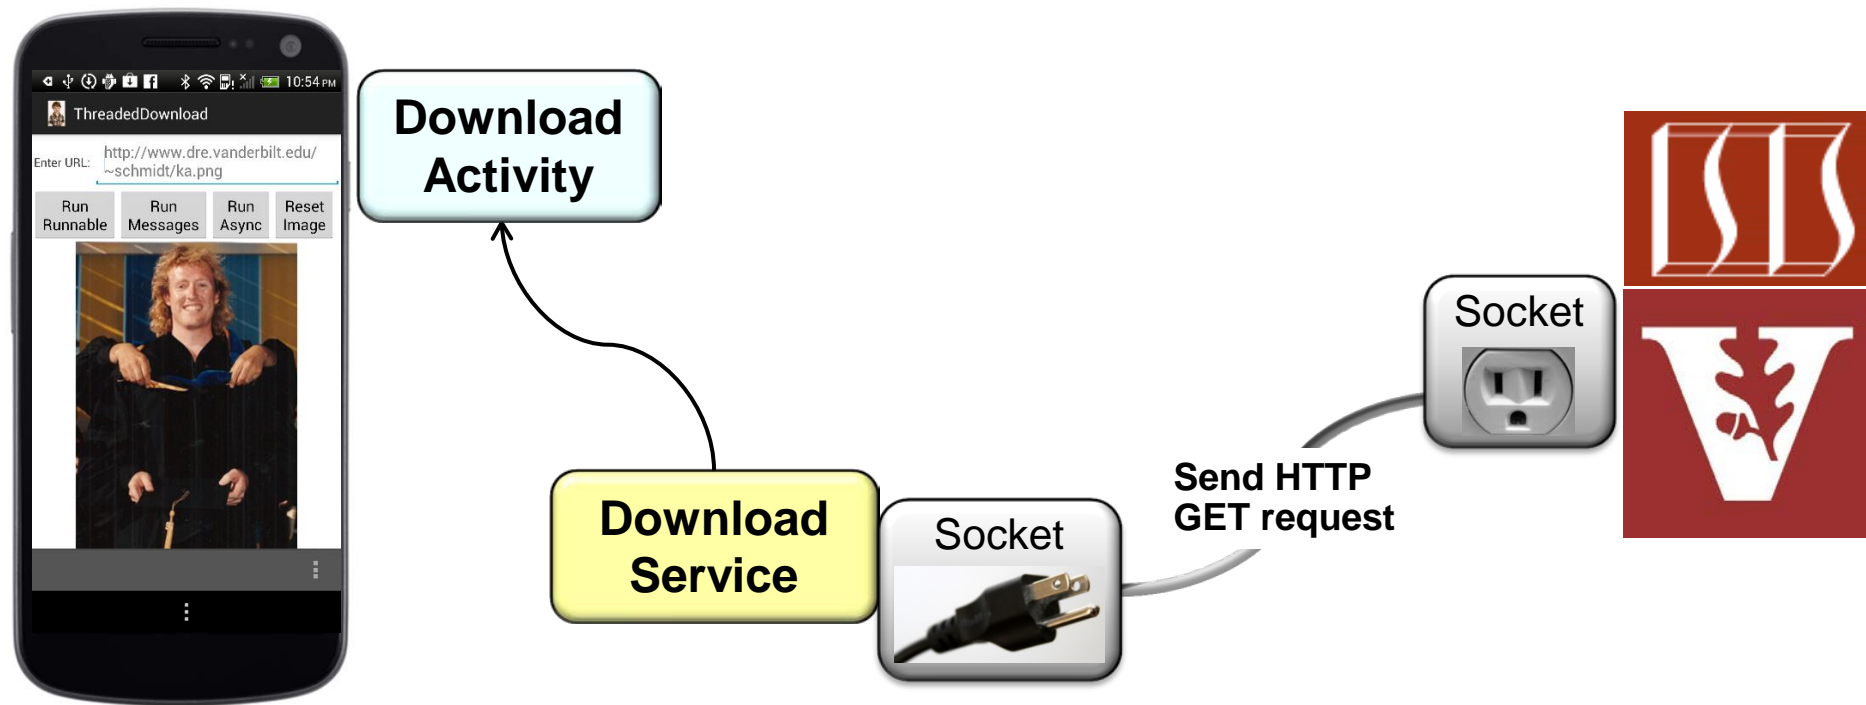 10:54 PM
ThreadedDownload
Enter URL:
http://www.dre.vanderbilt.edu/
~schmidt/ka.png
Run
Runnable
Run
Messages
Run
Async
Reset
Image
Download
Activity
Download
Service
Socket
Send HTTP
GET request
Socket
ISIS
V